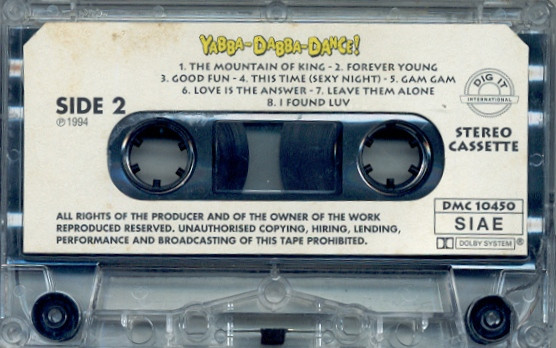 YABBA-DABBA-DANCE!
1. THE MOUNTAIN OF KING - 2. FOREVER YOUNG
3. GOOD FUN - 4. THIS TIME (SEXY NIGHT) - 5. GAM GAM
6. LOVE IS THE ANSWER - 7. LEAVE THEM ALONE
8. I FOUND LUV
DIG IT
INTERNATIONAL
SIDE 2
℗ 1994
STEREO
CASSETTE
ALL RIGHTS OF THE PRODUCER AND OF THE OWNER OF THE WORK
REPRODUCED RESERVED. UNAUTHORISED COPYING, HIRING, LENDING,
PERFORMANCE AND BROADCASTING OF THIS TAPE PROHIBITED.
DMC 10450
SIAE
DOLBY SYSTEM ®